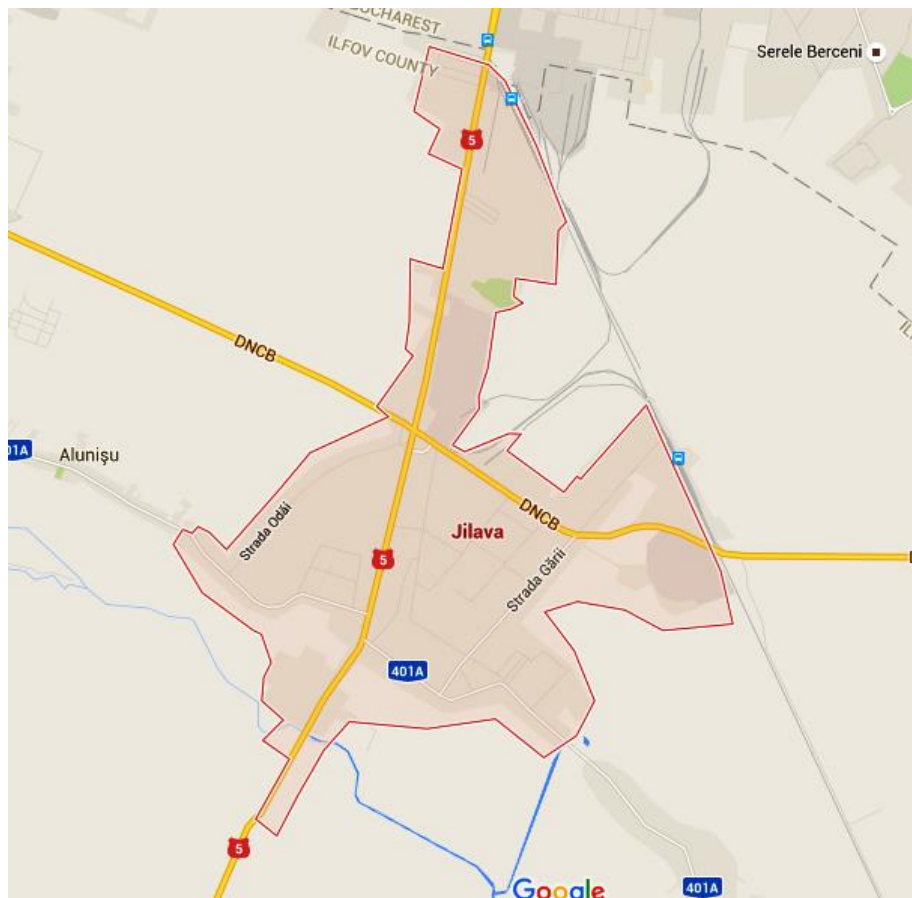 BUCHAREST
ILFOV COUNTY
Serele Berceni
5
DNCB
01A
Alunişu
Strada Odăi
Jilava
DNCB
5
Strada Gării
401A
5
Google
401A